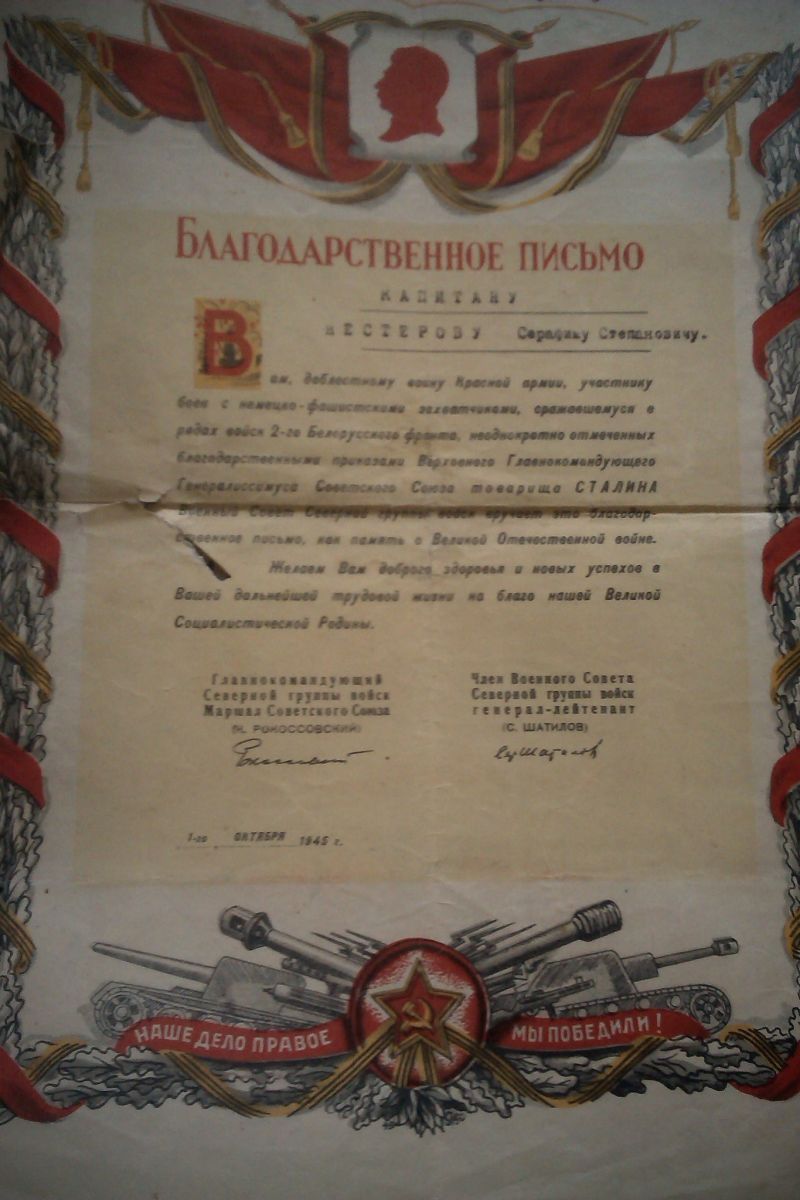 БЛАГОДАРСТВЕННОЕ ПИСЬМО
КАПИТАНУ
НЕСТЕРОВУ Серафиму Степановичу.
Вам, доблестному воину Красной армии, участнику
боев с немецко-фашистскими захватчиками, сражавшемуся в
рядах войск 2-го Белорусского фронта, неоднократно отмеченных
благодарственными приказами Верховного Главнокомандующего
Генералиссимуса Советского Союза товарища СТАЛИНА
Военный Совет Северной группы войск вручает это благодар-
ственное письмо, как память о Великой Отечественной войне.
Желаем Вам доброго здоровья и новых успехов в
Вашей дальнейшей трудовой жизни на благо нашей Великой
Социалистической Родины.
Главнокомандующий
Северной группы войск
Маршал Советского Союза
(К. РОКОССОВСКИЙ)
Член Военного Совета
Северной группы войск
генерал-лейтенант
(С. ШАТИЛОВ)
1-го ОКТЯБРЯ 1945 г.
НАШЕ ДЕЛО ПРАВОЕ
МЫ ПОБЕДИЛИ!